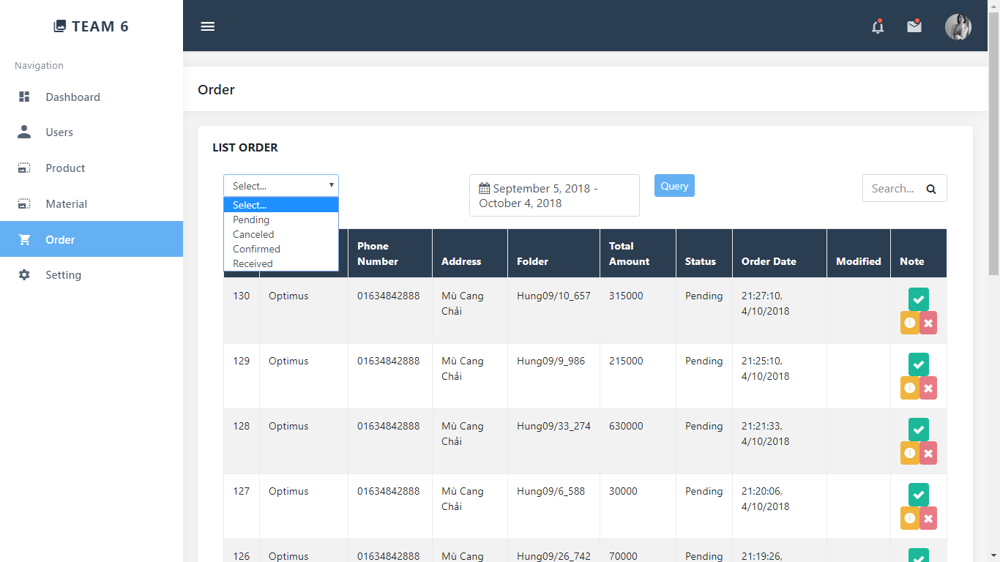 TEAM 6
Navigation
Dashboard
Users
Product
Material
Order
Setting
Order
LIST ORDER
Select...
Select...
Pending
Canceled
Confirmed
Received
September 5, 2018 -
October 4, 2018
Query
Search...
Phone
Number
Address
Folder
Total
Amount
Status
Order Date
Modified
Note
130 Optimus 01634842888 Mù Cang Hung09/10_657 315000 Pending 21:27:10,
Chải 4/10/2018
129 Optimus 01634842888 Mù Cang Hung09/9_986 215000 Pending 21:25:10,
Chải 4/10/2018
128 Optimus 01634842888 Mù Cang Hung09/33_274 630000 Pending 21:21:33,
Chải 4/10/2018
127 Optimus 01634842888 Mù Cang Hung09/6_588 30000 Pending 21:20:06,
Chải 4/10/2018
126 Optimus 01634842888 Mù Cang Hung09/26_742 70000 Pending 21:19:26,